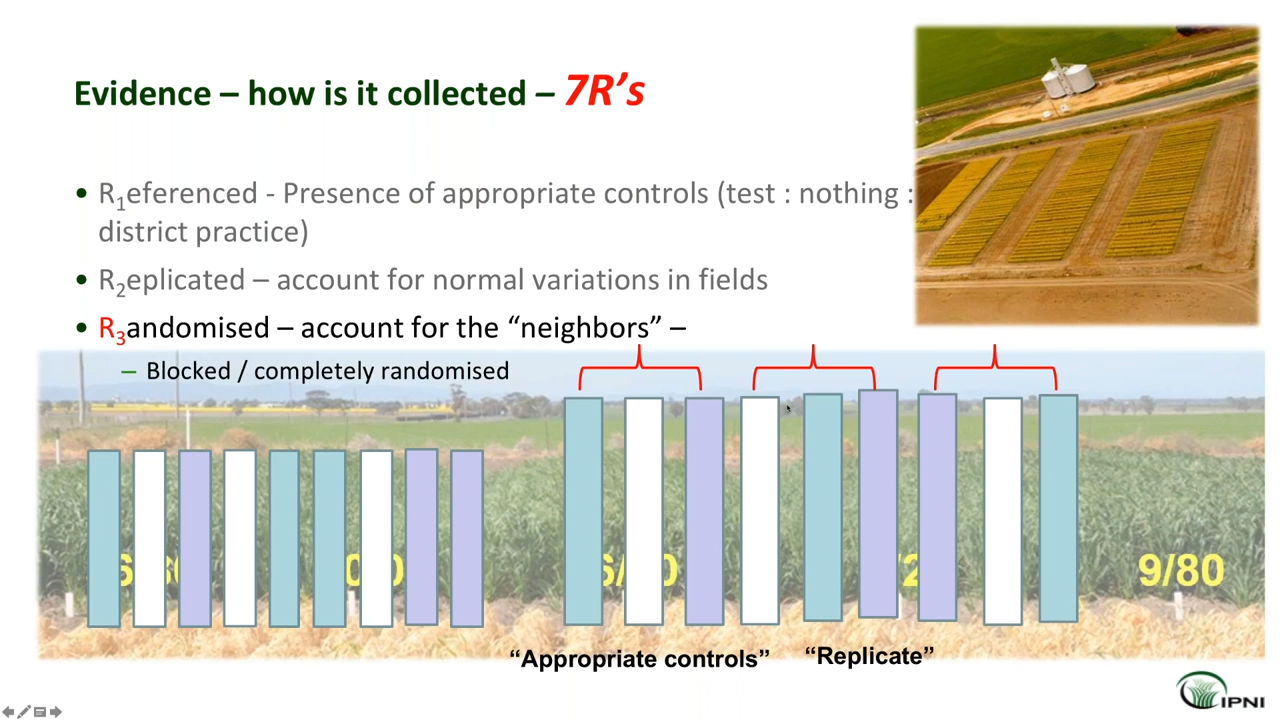 Evidence – how is it collected – 7R’s
• R1eferenced - Presence of appropriate controls (test : nothing :
district practice)
• R2eplicated – account for normal variations in fields
• R3andomised – account for the “neighbors” –
– Blocked / completely randomised
9/80
“Appropriate controls”
“Replicate”
IPNI